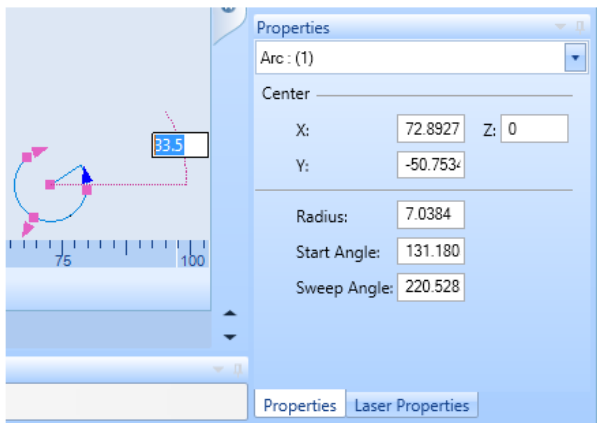 Properties
Arc : (1)
Center
X: 72.8927 Z: 0
Y: -50.7534
33.5
Radius: 7.0384
Start Angle: 131.180
Sweep Angle: 220.528
75 100
Properties Laser Properties